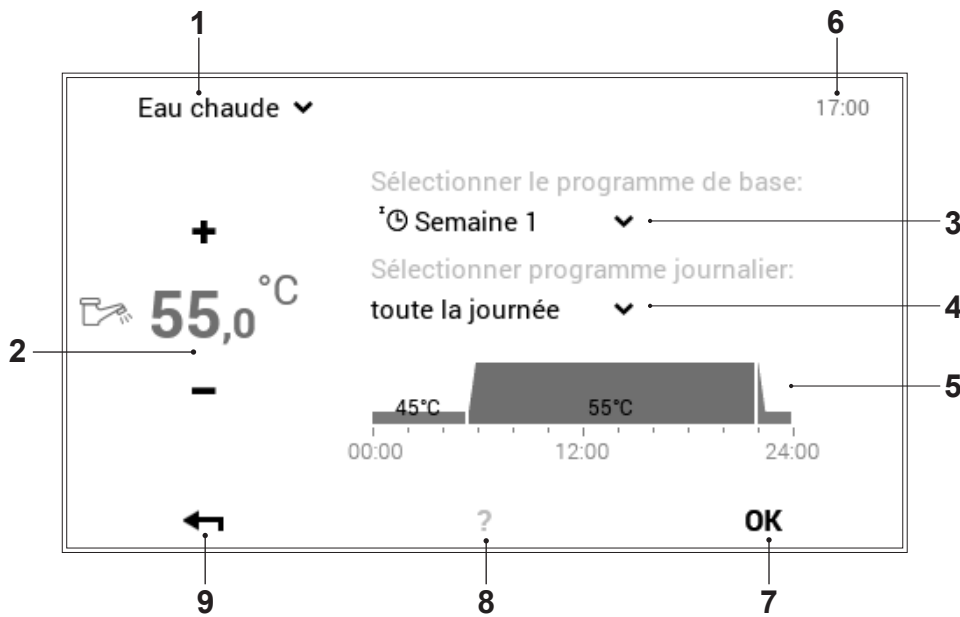 1
6
Eau chaude
17:00
Sélectionner le programme de base:
I Semaine 1
3
+
Sélectionner programme journalier:
55,0 °C
toute la journée
4
2
−
45°C
55°C
5
00:00
12:00
24:00
?
OK
9
8
7